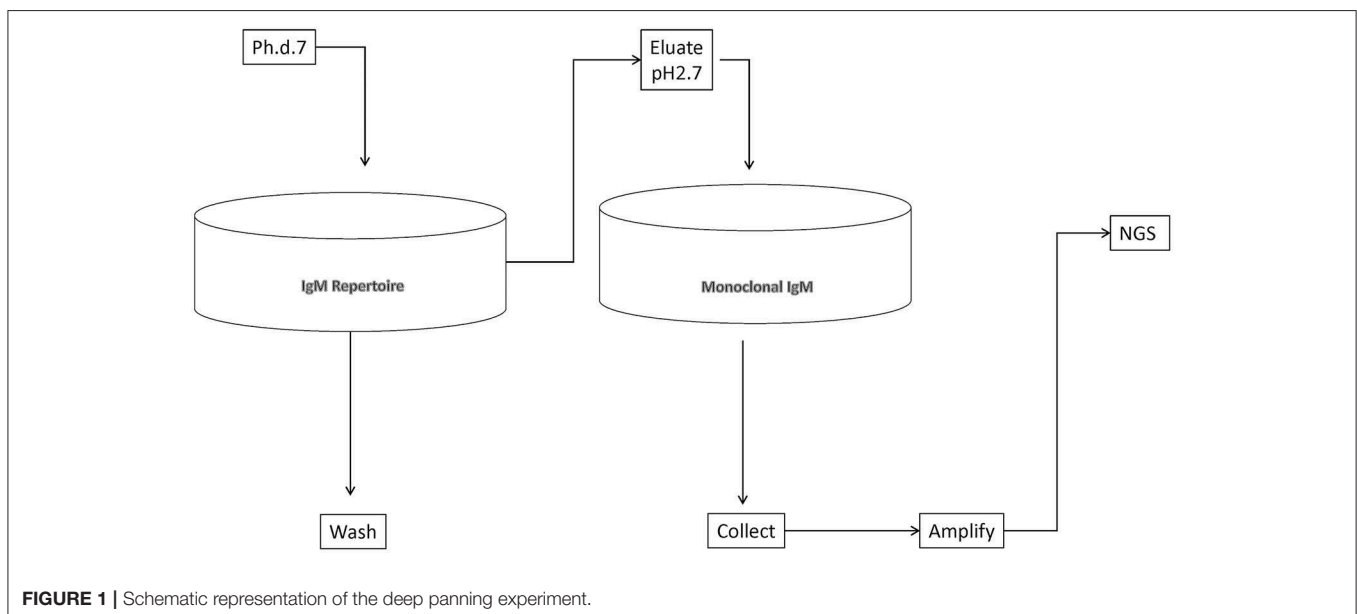 Ph.d.7
Eluate
pH2.7
NGS
IgM Repertoire
Monoclonal IgM
Wash
Collect
Amplify
FIGURE 1 | Schematic representation of the deep panning experiment.